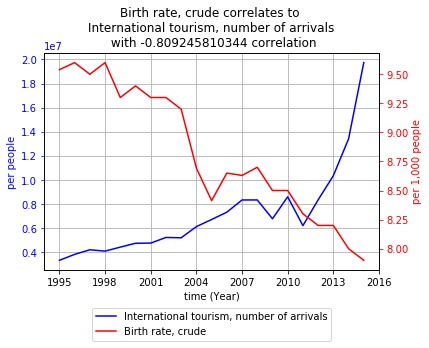 Birth rate, crude correlates to
International tourism, number of arrivals
with -0.809245810344 correlation
1e7
2.0
1.8
1.6
1.4
1.2
1.0
0.8
0.6
0.4
per people
9.50
9.25
9.00
8.75
8.50
8.25
8.00
per 1,000 people
1995 1998 2001 2004 2007 2010 2013 2016
time (Year)
International tourism, number of arrivals
Birth rate, crude